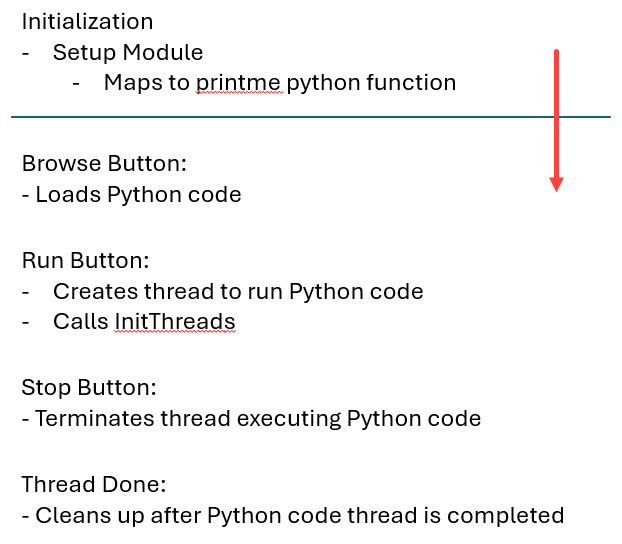 Initialization
- Setup Module
- Maps to printme python function
Browse Button:
- Loads Python code
Run Button:
- Creates thread to run Python code
- Calls InitThreads
Stop Button:
- Terminates thread executing Python code
Thread Done:
- Cleans up after Python code thread is completed